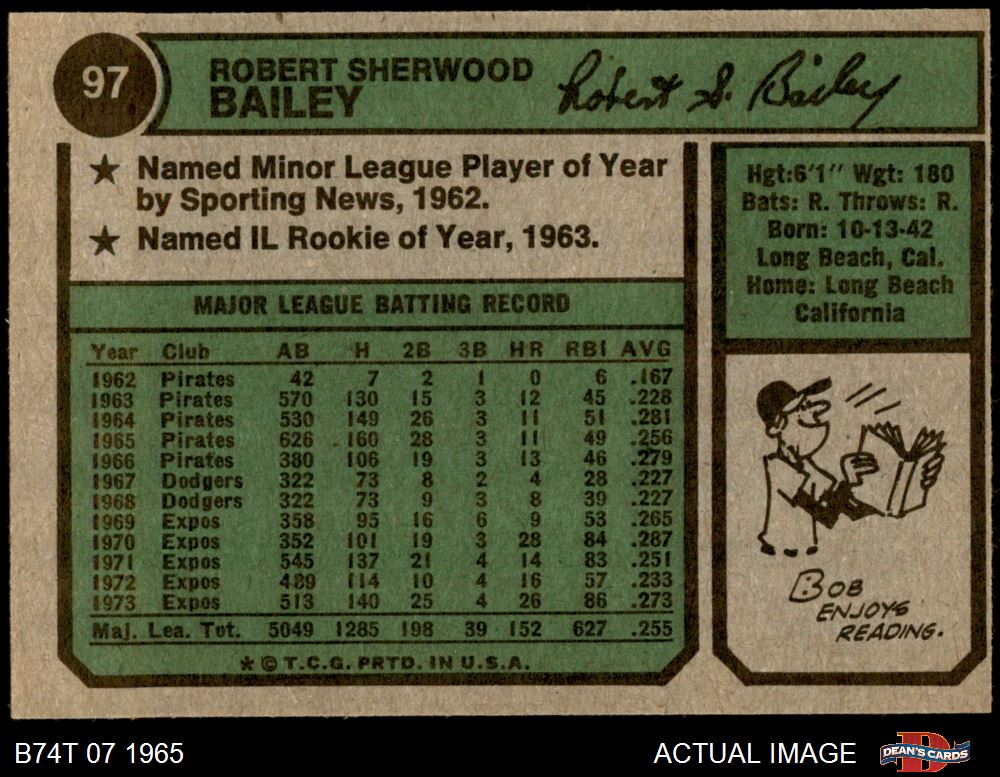 97
ROBERT SHERWOOD
BAILEY
Robert S. Bailey
★ Named Minor League Player of Year
by Sporting News, 1962.
★ Named IL Rookie of Year, 1963.
Hgt:6'1" Wgt: 180
Bats: R. Throws: R.
Born: 10-13-42
Long Beach, Cal.
Home: Long Beach
California
MAJOR LEAGUE BATTING RECORD
Year Club AB H 2B 3B HR RBI AVG
1962 Pirates 42 7 2 1 0 6 .167
1963 Pirates 570 130 15 3 12 45 .228
1964 Pirates 530 149 26 3 11 51 .281
1965 Pirates 626 160 28 3 11 49 .256
1966 Pirates 380 106 19 3 13 46 .279
1967 Dodgers 322 73 8 2 4 28 .227
1968 Dodgers 322 73 9 3 8 39 .227
1969 Expos 358 95 16 6 9 53 .265
1970 Expos 352 101 19 3 28 84 .287
1971 Expos 545 137 21 4 14 83 .251
1972 Expos 489 114 10 4 16 57 .233
1973 Expos 513 140 25 4 26 86 .273
Maj. Lea. Tot. 5049 1285 198 39 152 627 .255
★ © T.C.G. PRTD. IN U.S.A.
BOB
ENJOYS
READING.
B74T 07 1965
ACTUAL IMAGE
DEAN'S CARDS